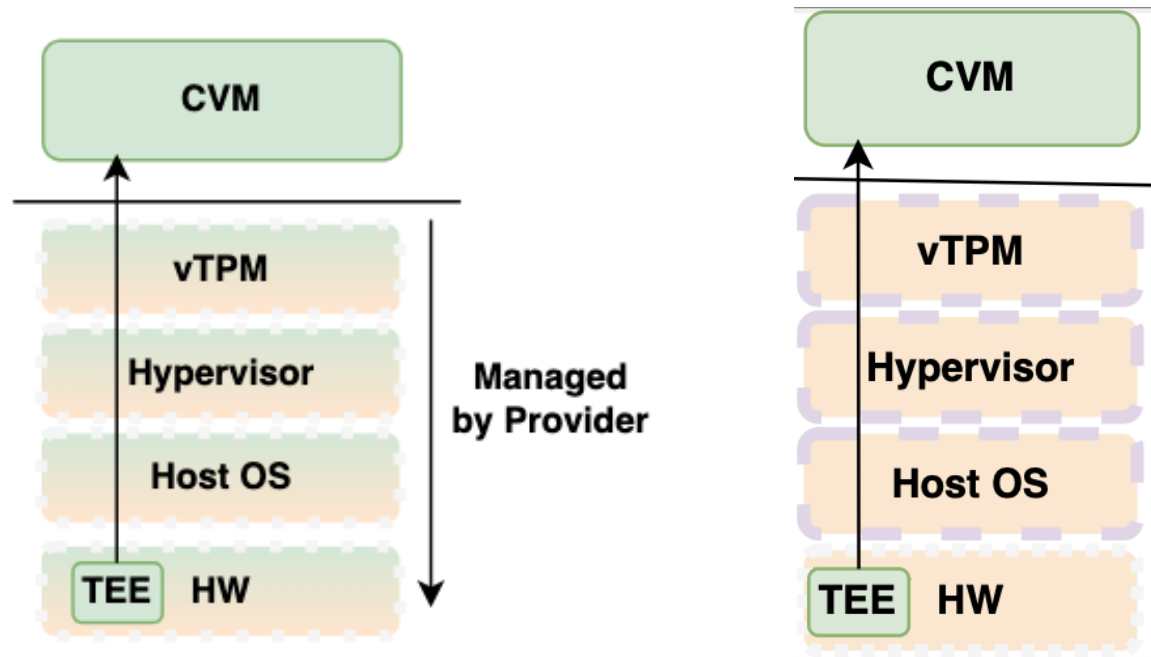 CVM
vTPM
Hypervisor
Host OS
TEE HW
Managed
by Provider
CVM
vTPM
Hypervisor
Host OS
TEE HW